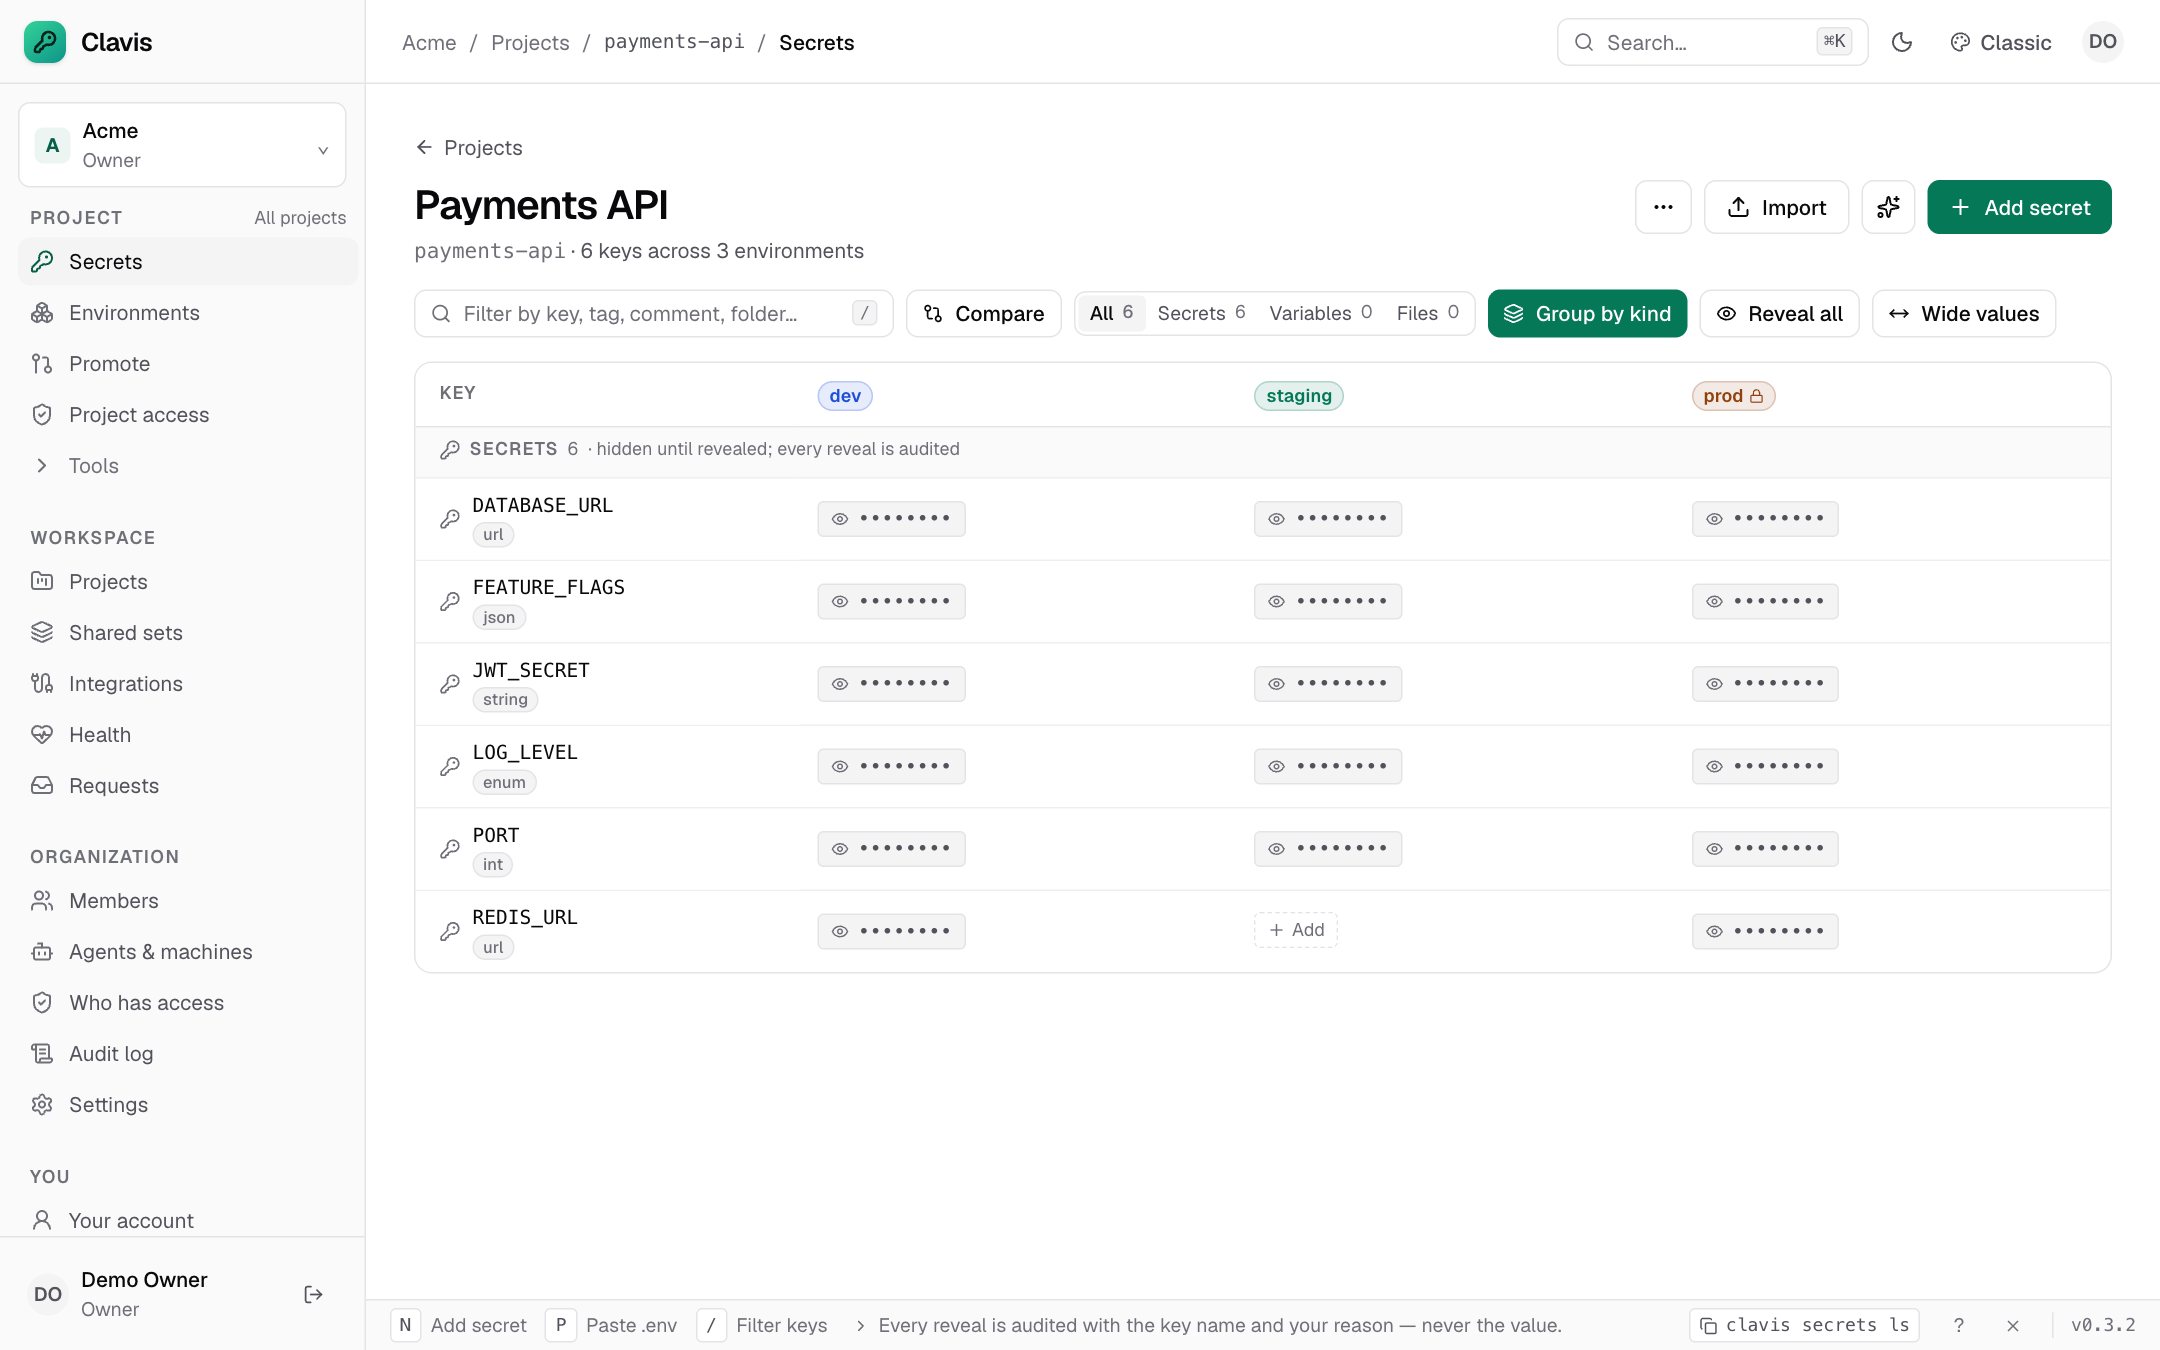 Clavis
Acme / Projects / payments-api / Secrets
Search... ⌘K
Classic
DO
A
Acme
Owner
PROJECT
All projects
Secrets
Environments
Promote
Project access
Tools
WORKSPACE
Projects
Shared sets
Integrations
Health
Requests
ORGANIZATION
Members
Agents & machines
Who has access
Audit log
Settings
YOU
Your account
DO
Demo Owner
Owner
← Projects
Payments API
payments-api · 6 keys across 3 environments
Import
+ Add secret
Filter by key, tag, comment, folder... /
Compare
All 6 Secrets 6 Variables 0 Files 0
Group by kind
Reveal all
Wide values
KEY dev staging prod
SECRETS 6 · hidden until revealed; every reveal is audited
DATABASE_URL
url
•••••••• •••••••• ••••••••
FEATURE_FLAGS
json
•••••••• •••••••• ••••••••
JWT_SECRET
string
•••••••• •••••••• ••••••••
LOG_LEVEL
enum
•••••••• •••••••• ••••••••
PORT
int
•••••••• •••••••• ••••••••
REDIS_URL
url
•••••••• + Add ••••••••
N Add secret P Paste .env / Filter keys > Every reveal is audited with the key name and your reason — never the value.
clavis secrets ls ? × v0.3.2